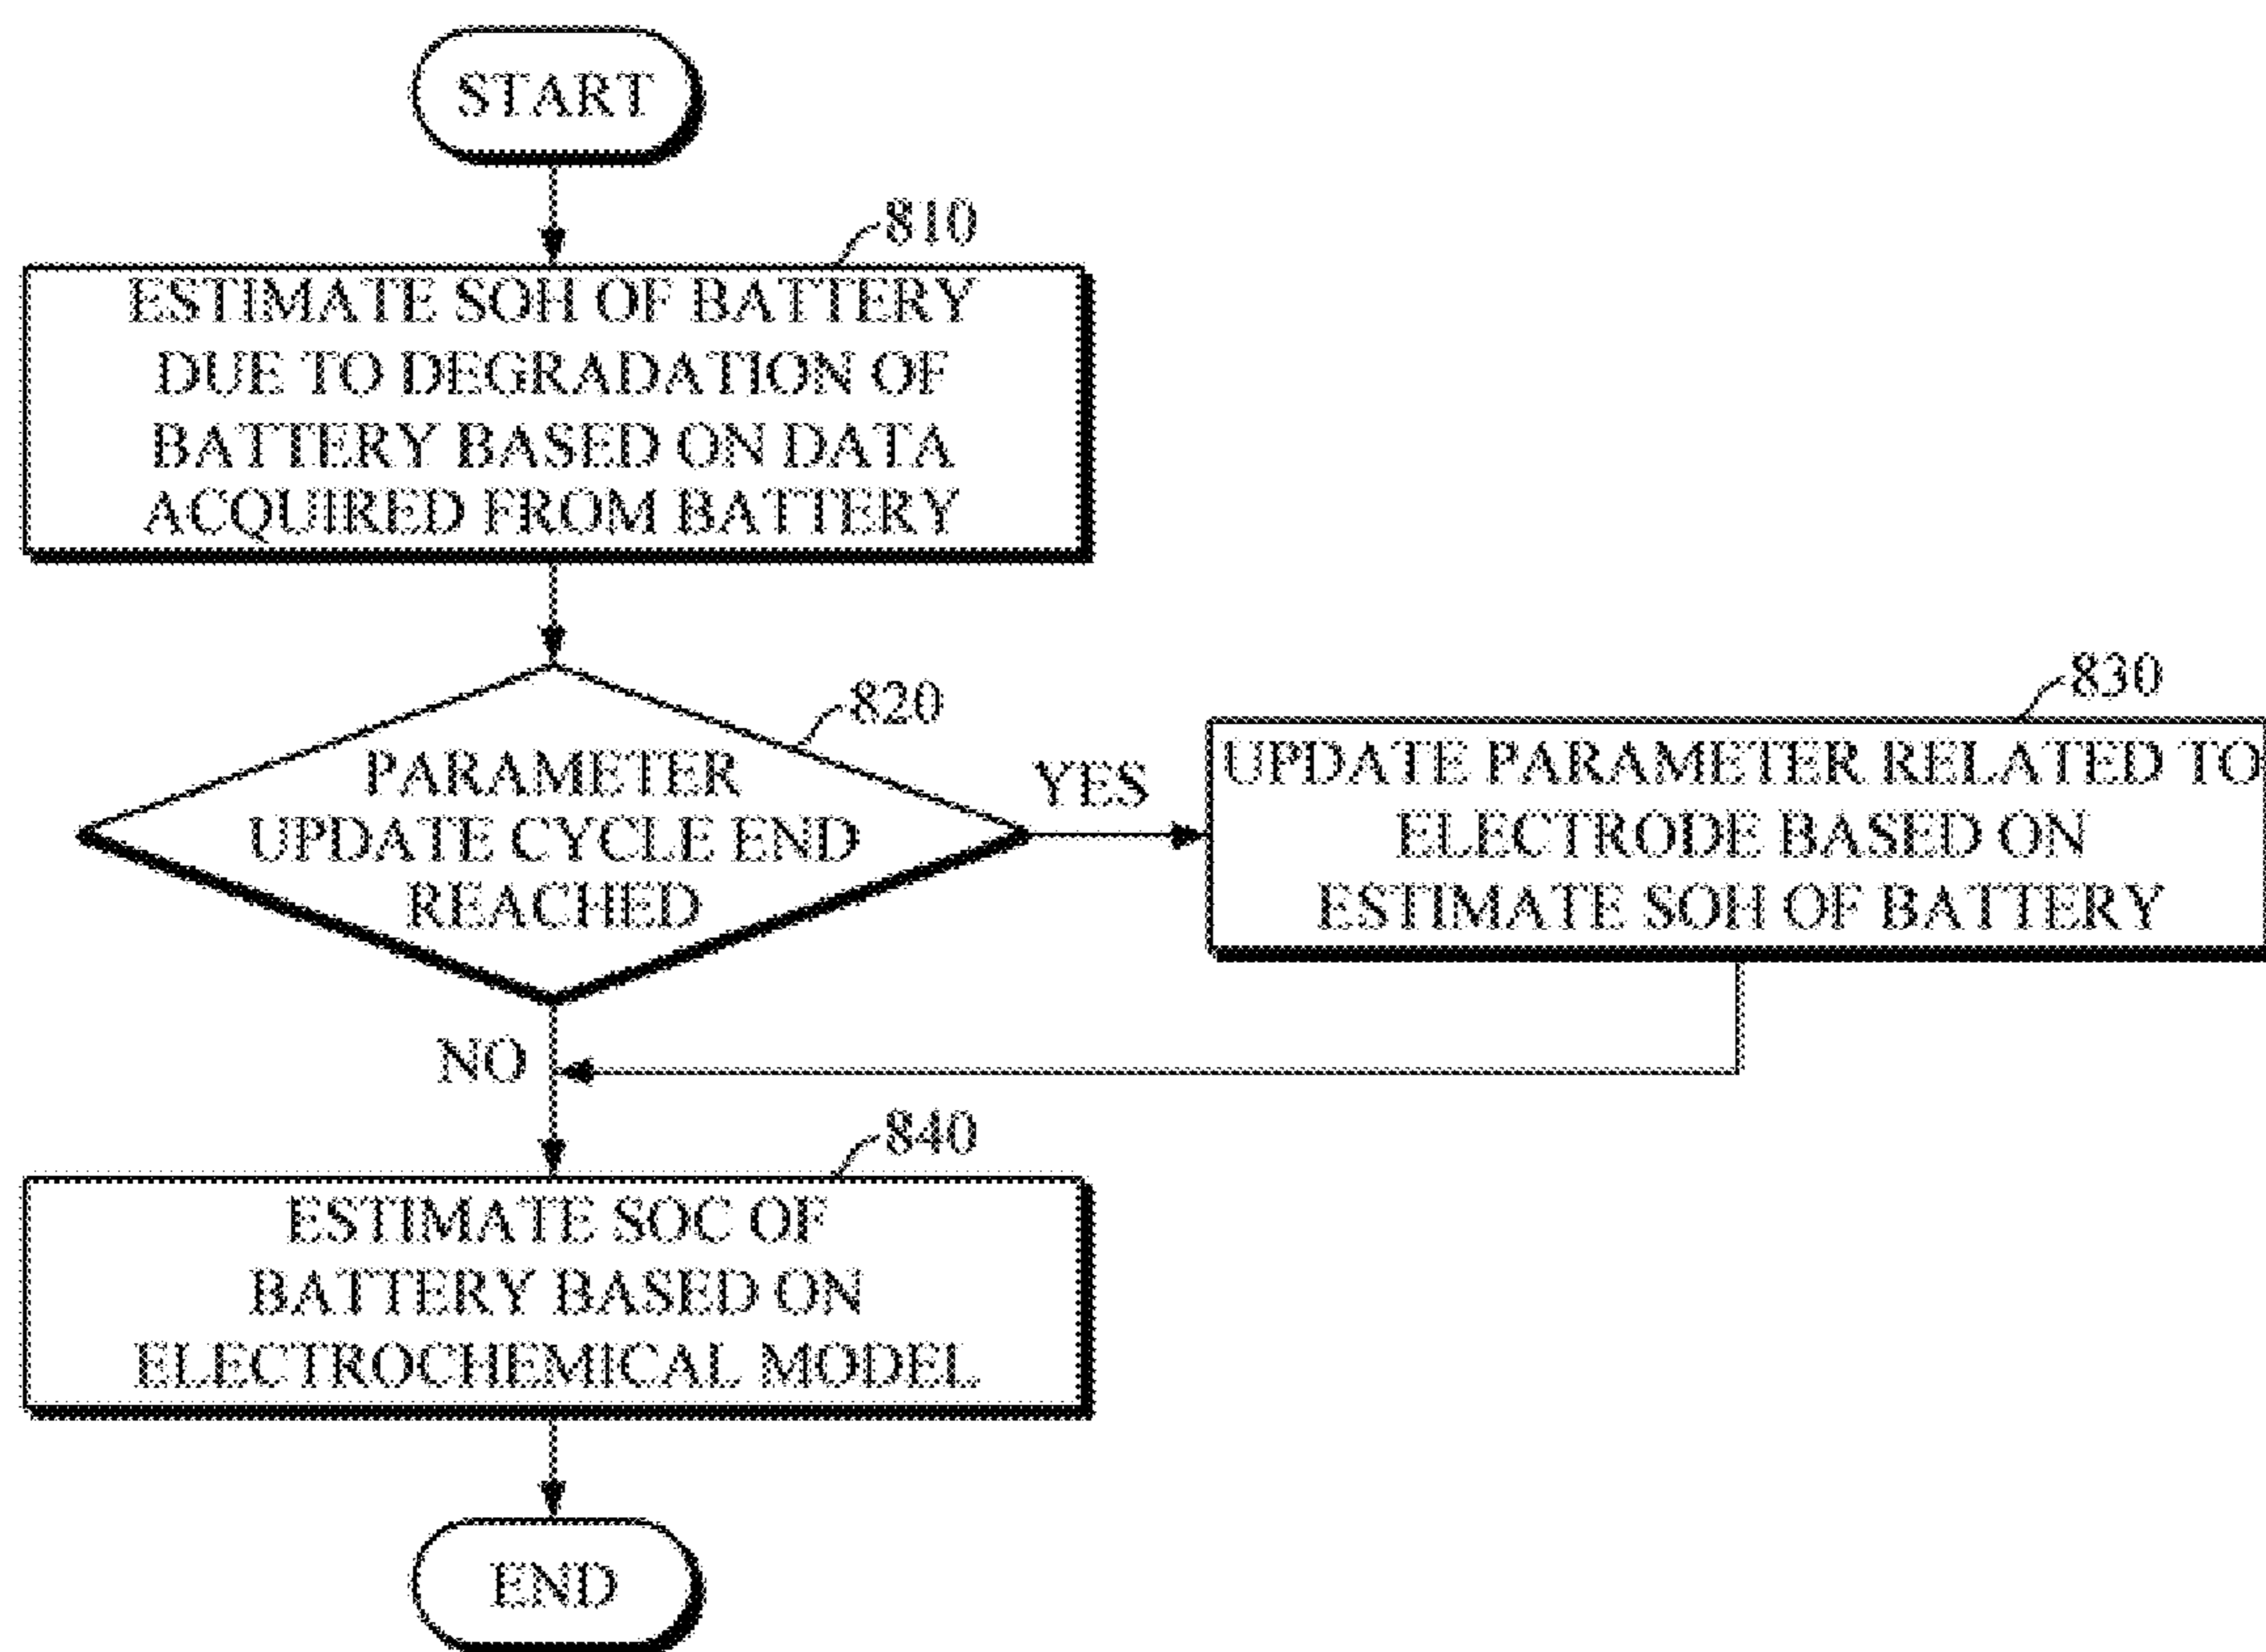 START
810
ESTIMATE SOH OF BATTERY
DUE TO DEGRADATION OF
BATTERY BASED ON DATA
ACQUIRED FROM BATTERY
820
PARAMETER
UPDATE CYCLE END
REACHED
YES
830
UPDATE PARAMETER RELATED TO
ELECTRODE BASED ON
ESTIMATE SOH OF BATTERY
NO
840
ESTIMATE SOC OF
BATTERY BASED ON
ELECTROCHEMICAL MODEL
END